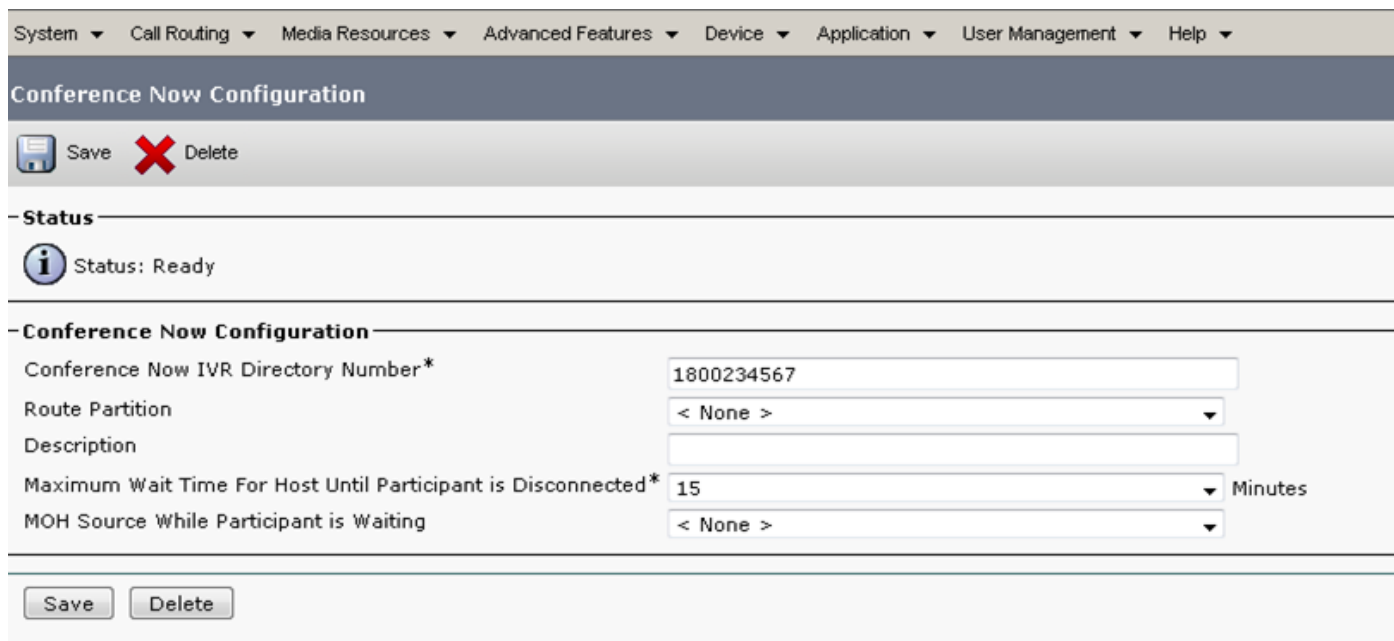 System Call Routing Media Resources Advanced Features Device Application User Management Help
Conference Now Configuration
Save Delete
Status
i Status: Ready
Conference Now Configuration
Conference Now IVR Directory Number* 1800234567
Route Partition < None >
Description
Maximum Wait Time For Host Until Participant is Disconnected* 15 Minutes
MOH Source While Participant is Waiting < None >
Save Delete